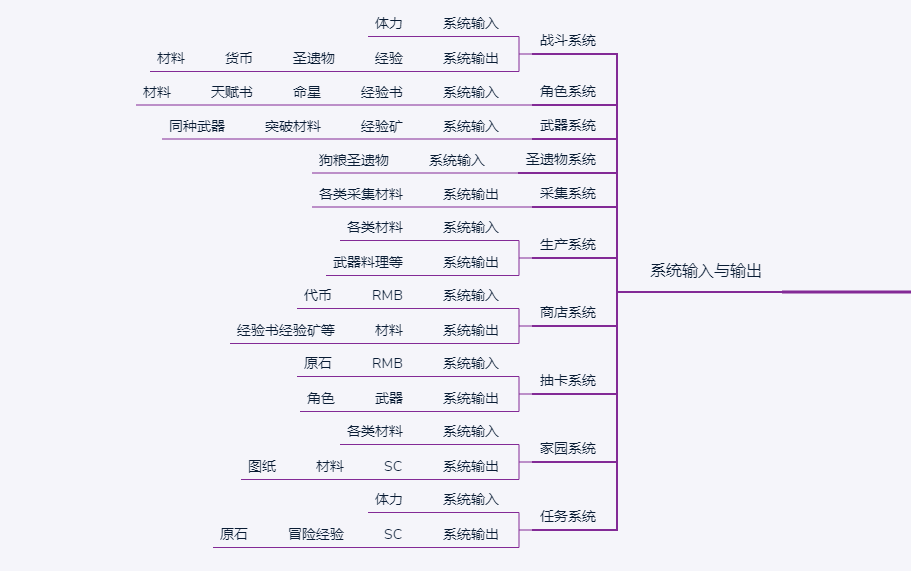 体力 系统输入
战斗系统
材料 货币 圣遗物 经验 系统输出
材料 天赋书 命星 经验书 系统输入 角色系统
同种武器 突破材料 经验矿 系统输入 武器系统
狗粮圣遗物 系统输入 圣遗物系统
各类采集材料 系统输出 采集系统
各类材料 系统输入
生产系统
武器料理等 系统输出
系统输入与输出
代币 RMB 系统输入
商店系统
经验书经验矿等 材料 系统输出
原石 RMB 系统输入
抽卡系统
角色 武器 系统输出
各类材料 系统输入
家园系统
图纸 材料 SC 系统输出
体力 系统输入
任务系统
原石 冒险经验 SC 系统输出